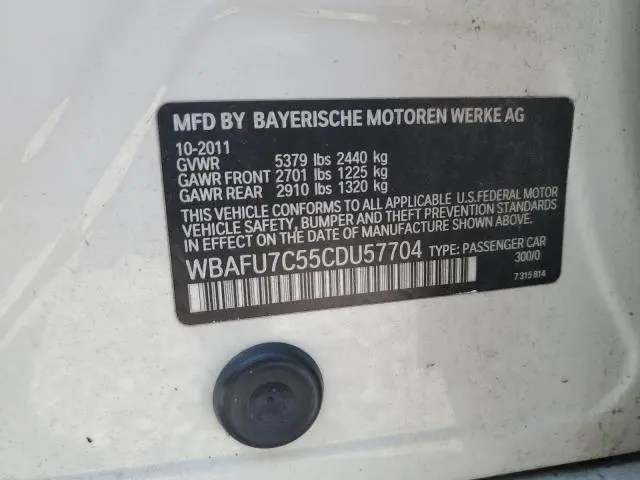 MFD BY BAYERISCHE MOTOREN WERKE AG
10-2011
GVWR 5379 lbs 2440 kg
GAWR FRONT 2701 lbs 1225 kg
GAWR REAR 2910 lbs 1320 kg
THIS VEHICLE CONFORMS TO ALL APPLICABLE U.S.FEDERAL MOTOR
VEHICLE SAFETY, BUMPER AND THEFT PREVENTION STANDARDS
IN EFFECT ON THE DATE OF MANUFACTURE SHOWN ABOVE.
WBAFU7C55CDU57704 TYPE: PASSENGER CAR
300/0
7 315 814